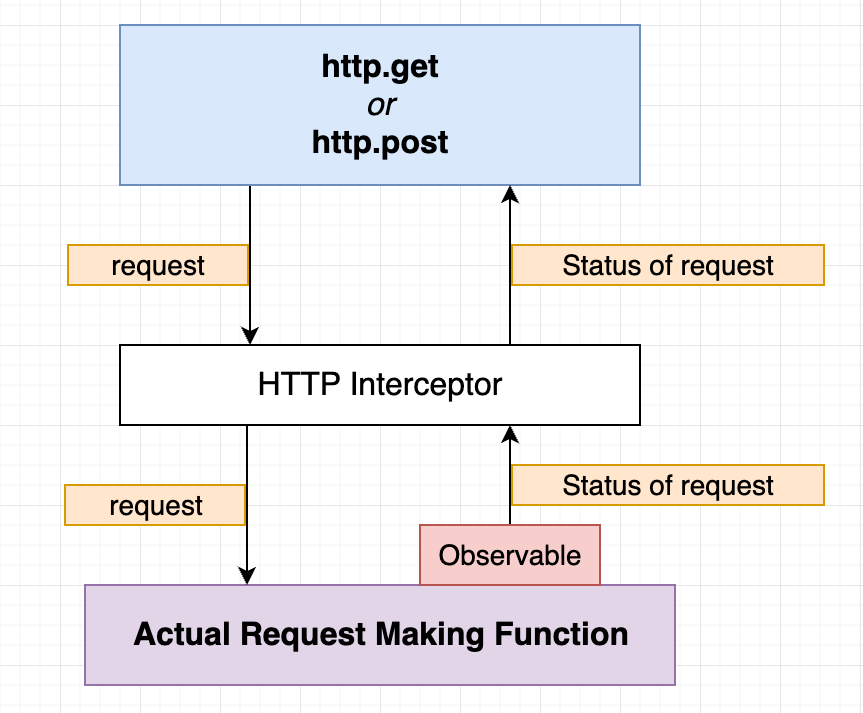 http.get
or
http.post
request
Status of request
HTTP Interceptor
request
Status of request
Observable
Actual Request Making Function